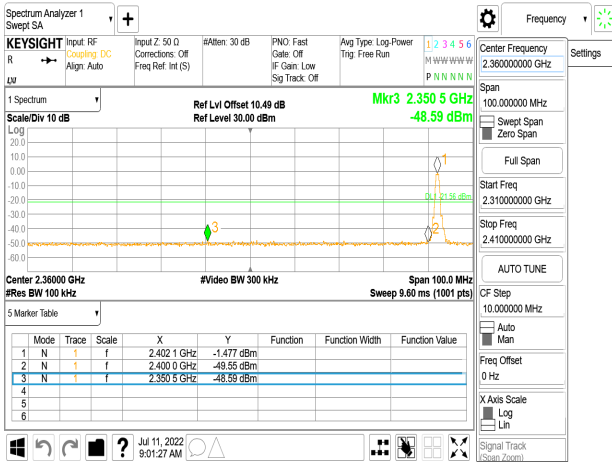 Spectrum Analyzer 1
Swept SA
Frequency
Settings
KEYSIGHT
R
Input: RF
Coupling: DC
Align: Auto
Input Z: 50 Ω
Corrections: Off
Freq Ref: Int (S)
#Atten: 30 dB
PNO: Fast
Gate: Off
IF Gain: Low
Sig Track: Off
Avg Type: Log-Power
Trig: Free Run
1 2 3 4 5 6
M W W W W W
P N N N N N
LXI
1 Spectrum
Scale/Div 10 dB
Ref Lvl Offset 10.49 dB
Ref Level 30.00 dBm
Mkr3 2.350 5 GHz
-48.59 dBm
Log
20.0
10.0
0.00
-10.0
-20.0
-30.0
-40.0
-50.0
-60.0
1
2
3
DL1 -21.56 dBm
Center 2.36000 GHz
#Res BW 100 kHz
#Video BW 300 kHz
Span 100.0 MHz
Sweep 9.60 ms (1001 pts)
5 Marker Table
Mode Trace Scale X Y Function Function Width Function Value
1 N 1 f 2.402 1 GHz -1.477 dBm
2 N 1 f 2.400 0 GHz -49.55 dBm
3 N 1 f 2.350 5 GHz -48.59 dBm
4
5
6
Jul 11, 2022
9:01:27 AM
Center Frequency
2.360000000 GHz
Span
100.000000 MHz
Swept Span
Zero Span
Full Span
Start Freq
2.310000000 GHz
Stop Freq
2.410000000 GHz
AUTO TUNE
CF Step
10.000000 MHz
Auto
Man
Freq Offset
0 Hz
X Axis Scale
Log
Lin
Signal Track
(Span Zoom)